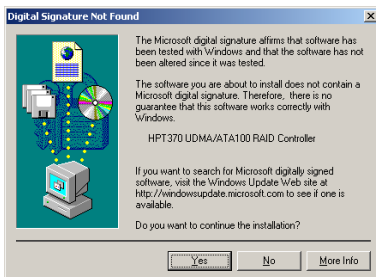 Digital Signature Not Found
The Microsoft digital signature affirms that software has
been tested with Windows and that the software has not
been altered since it was tested.
The software you are about to install does not contain a
Microsoft digital signature. Therefore, there is no
guarantee that this software works correctly with
Windows.
HPT370 UDMA/ATA100 RAID Controller
If you want to search for Microsoft digitally signed
software, visit the Windows Update Web site at
http://windowsupdate.microsoft.com to see if one is
available.
Do you want to continue the installation?
Yes No More Info